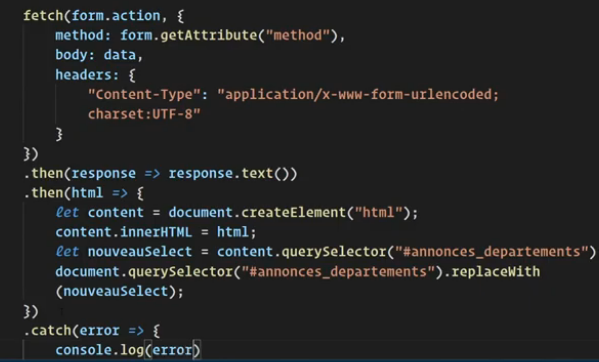 fetch(form.action, {
method: form.getAttribute("method"),
body: data,
headers: {
"Content-Type": "application/x-www-form-urlencoded;
charset:UTF-8"
}
})
.then(response => response.text())
.then(html => {
let content = document.createElement("html");
content.innerHTML = html;
let nouveauSelect = content.querySelector("#annonces_departements")
document.querySelector("#annonces_departements").replaceWith
(nouveauSelect);
})
.catch(error => {
console.log(error)